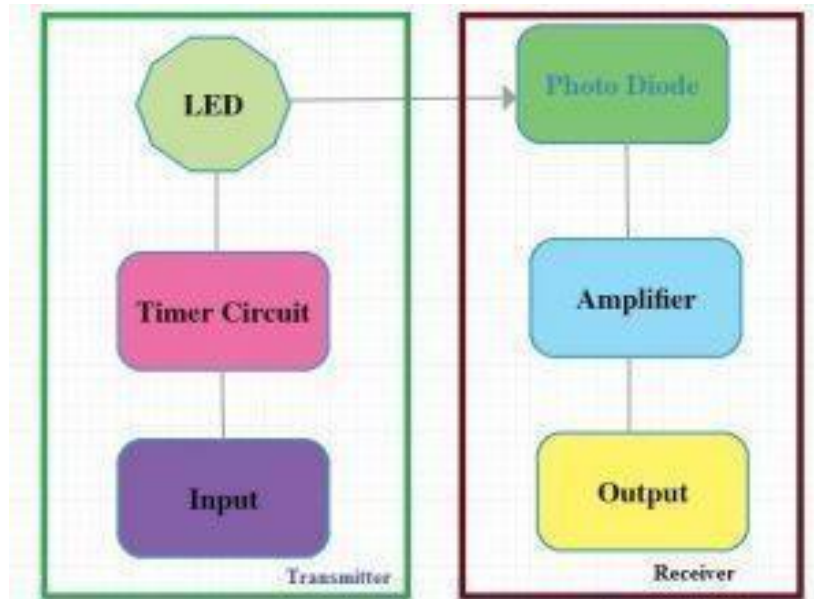 LED
Timer Circuit
Input
Transmitter
Photo Diode
Amplifier
Output
Receiver